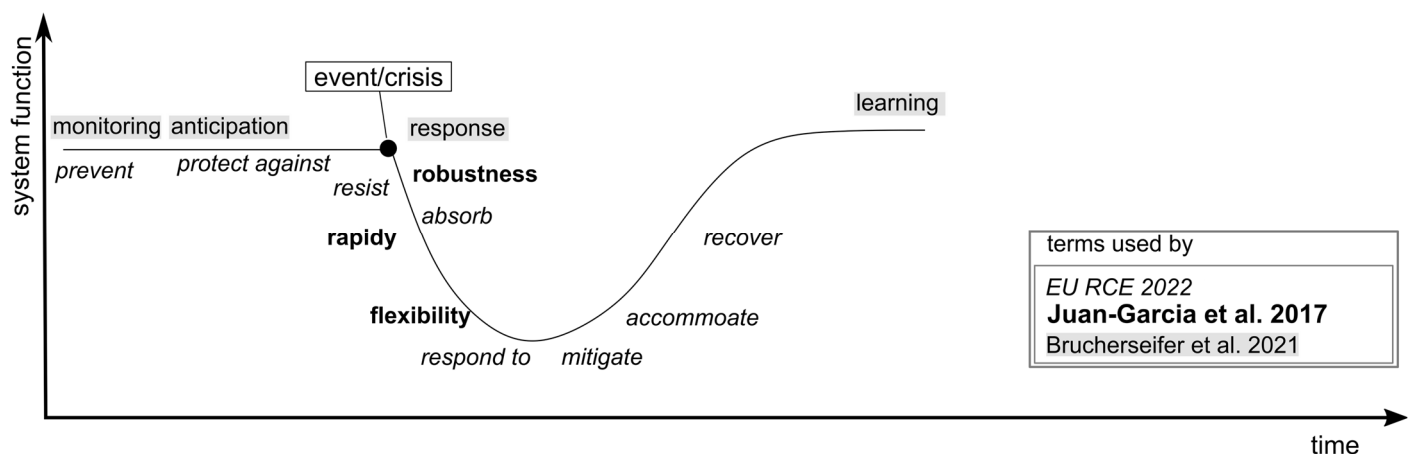 system function
event/crisis
monitoring anticipation response learning
prevent protect against
resist robustness
absorb
rapidy recover
flexibility accommoate
respond to mitigate
terms used by
EU RCE 2022
Juan-Garcia et al. 2017
Brucherseifer et al. 2021
time